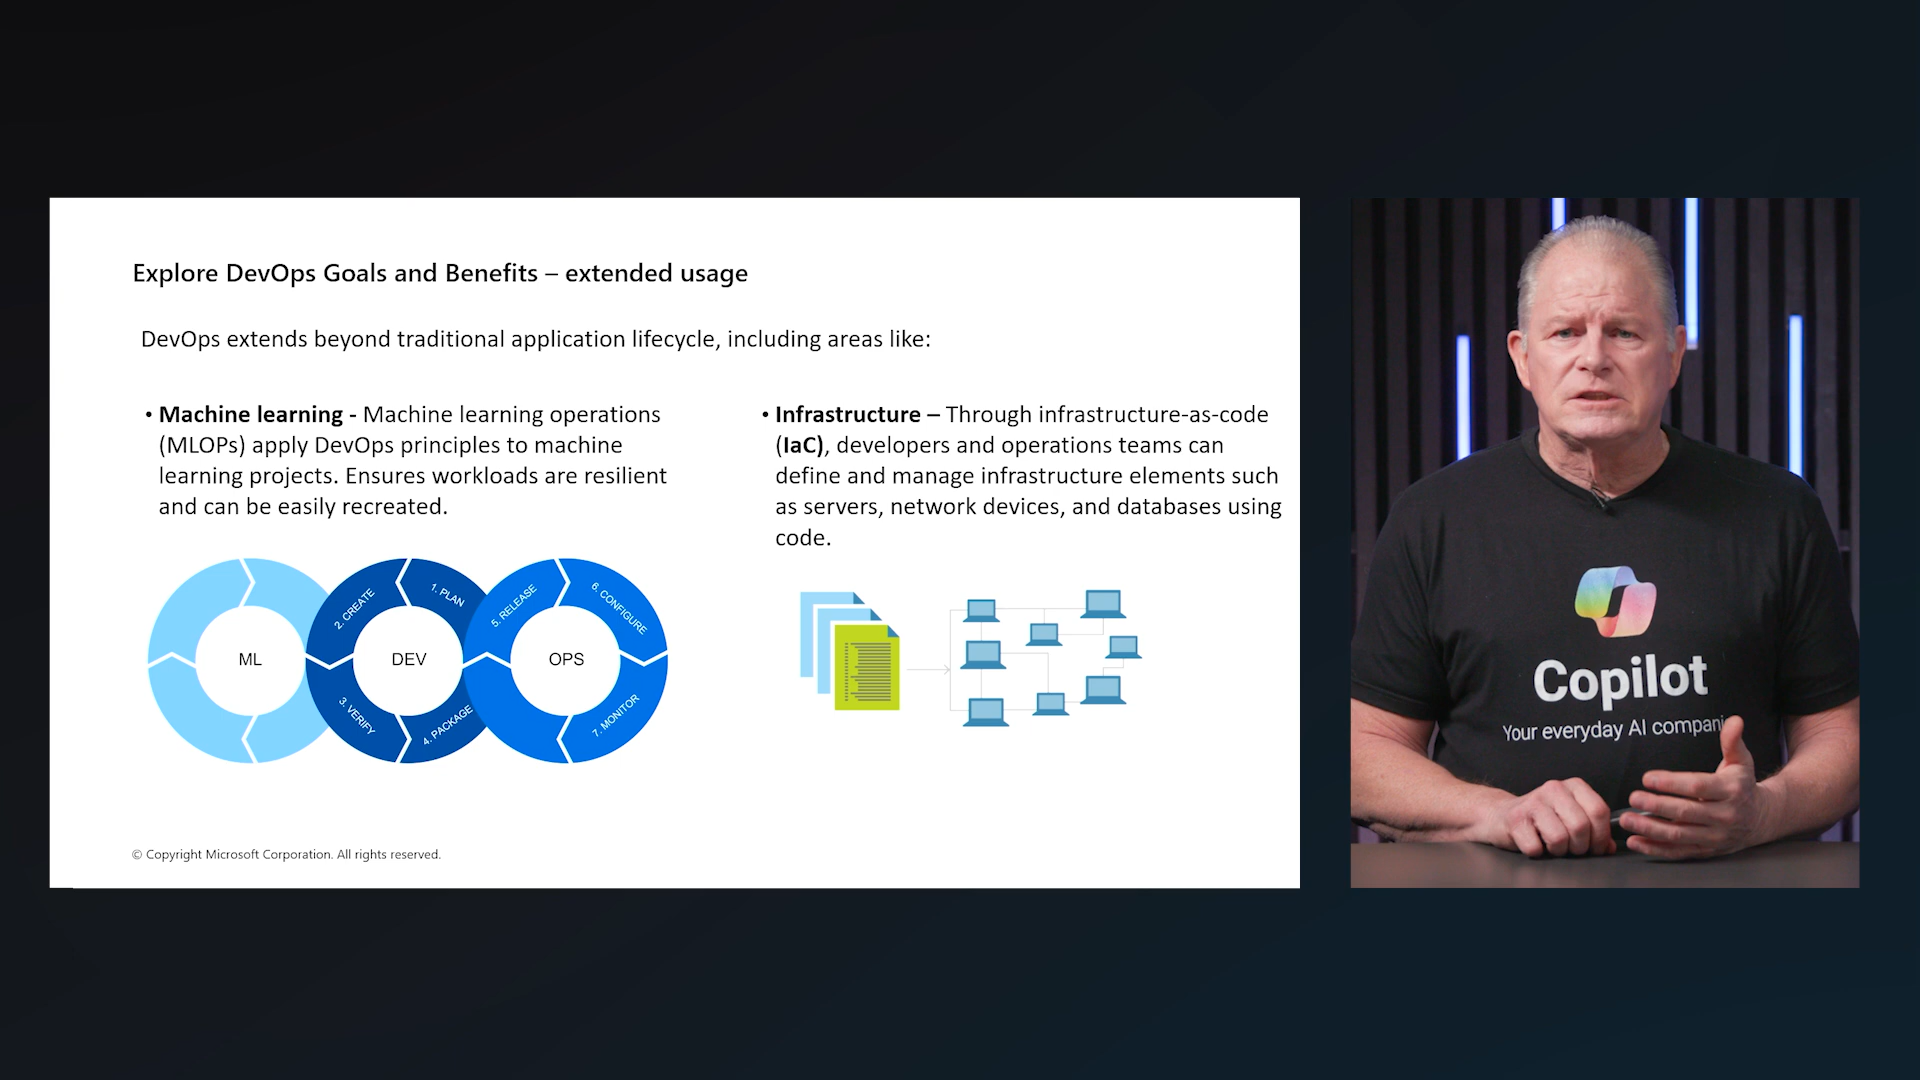 Explore DevOps Goals and Benefits – extended usage
DevOps extends beyond traditional application lifecycle, including areas like:
• Machine learning - Machine learning operations
(MLOPs) apply DevOps principles to machine
learning projects. Ensures workloads are resilient
and can be easily recreated.
• Infrastructure – Through infrastructure-as-code
(IaC), developers and operations teams can
define and manage infrastructure elements such
as servers, network devices, and databases using
code.
ML
DEV
1. PLAN
2. CREATE
3. VERIFY
4. PACKAGE
OPS
5. RELEASE
6. CONFIGURE
7. MONITOR
© Copyright Microsoft Corporation. All rights reserved.
Copilot
Your everyday AI compani